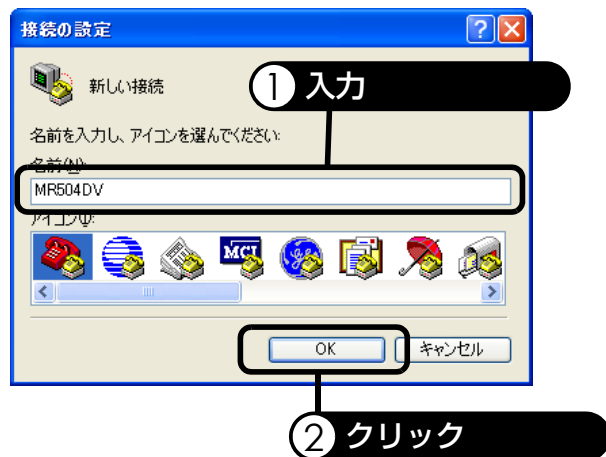 接続の設定
新しい接続
① 入力
名前を入力し、アイコンを選んでください:
名前(N):
MR504DV
アイコン(I):
MCI
OK
キャンセル
② クリック